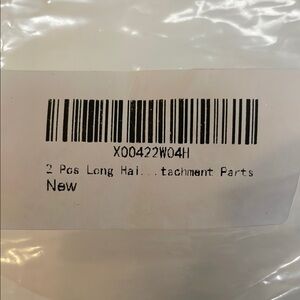 X00422W04H
2 Pcs Long Hai...tachment Parts
New